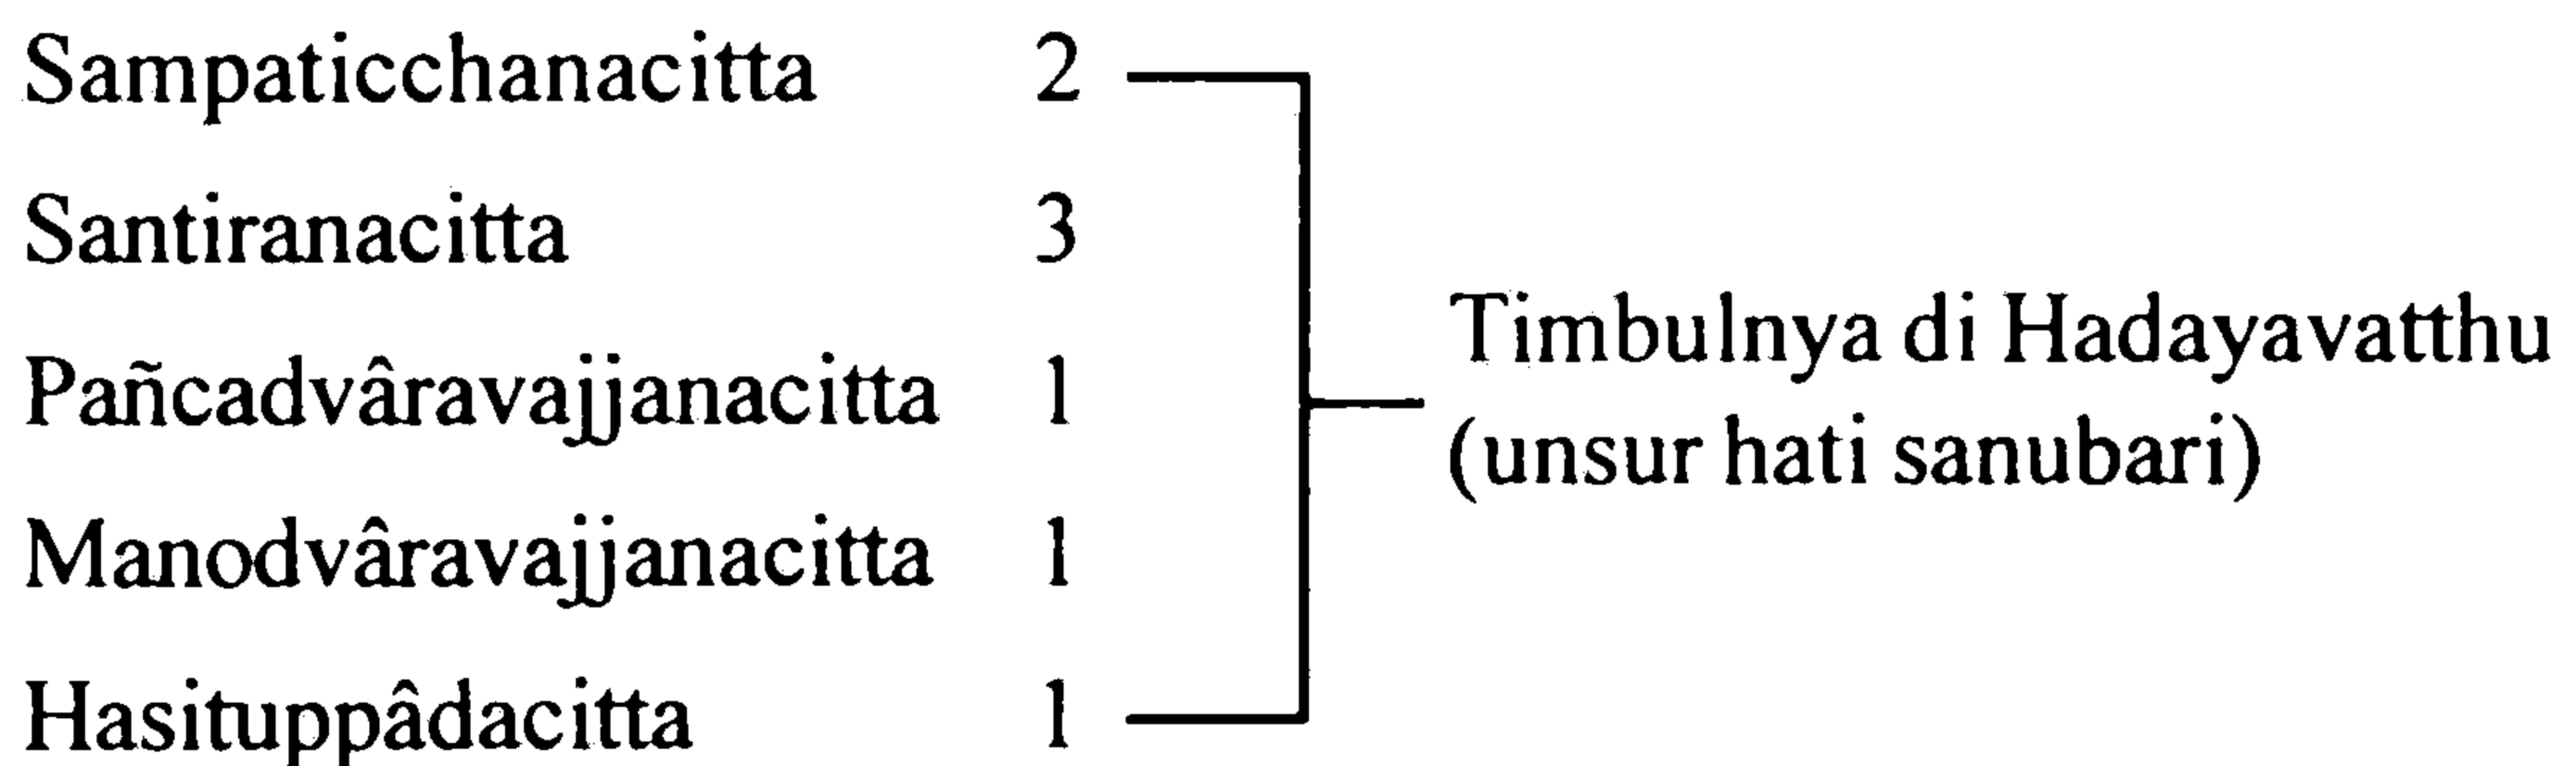 Sampaticchanacitta 2
Santiranacitta 3
Pañcadvâravajjanacitta 1
Manodvâravajjanacitta 1
Hasituppâdacitta 1
Timbulnya di Hadayavatthu
(unsur hati sanubari)